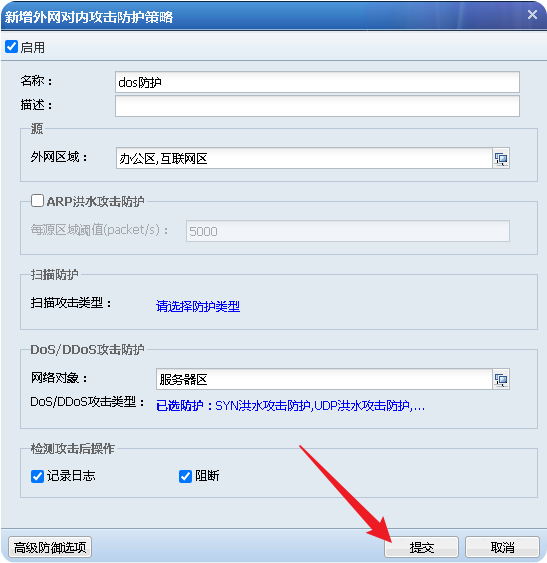 新增外网对内攻击防护策略
启用
名称： dos防护
描述：
源
外网区域： 办公区,互联网区
ARP洪水攻击防护
每源区域阈值(packet/s)： 5000
扫描防护
扫描攻击类型： 请选择防护类型
DoS/DDoS攻击防护
网络对象： 服务器区
DoS/DDoS攻击类型： 已选防护：SYN洪水攻击防护,UDP洪水攻击防护,...
检测攻击后操作
记录日志 阻断
高级防御选项 提交 取消